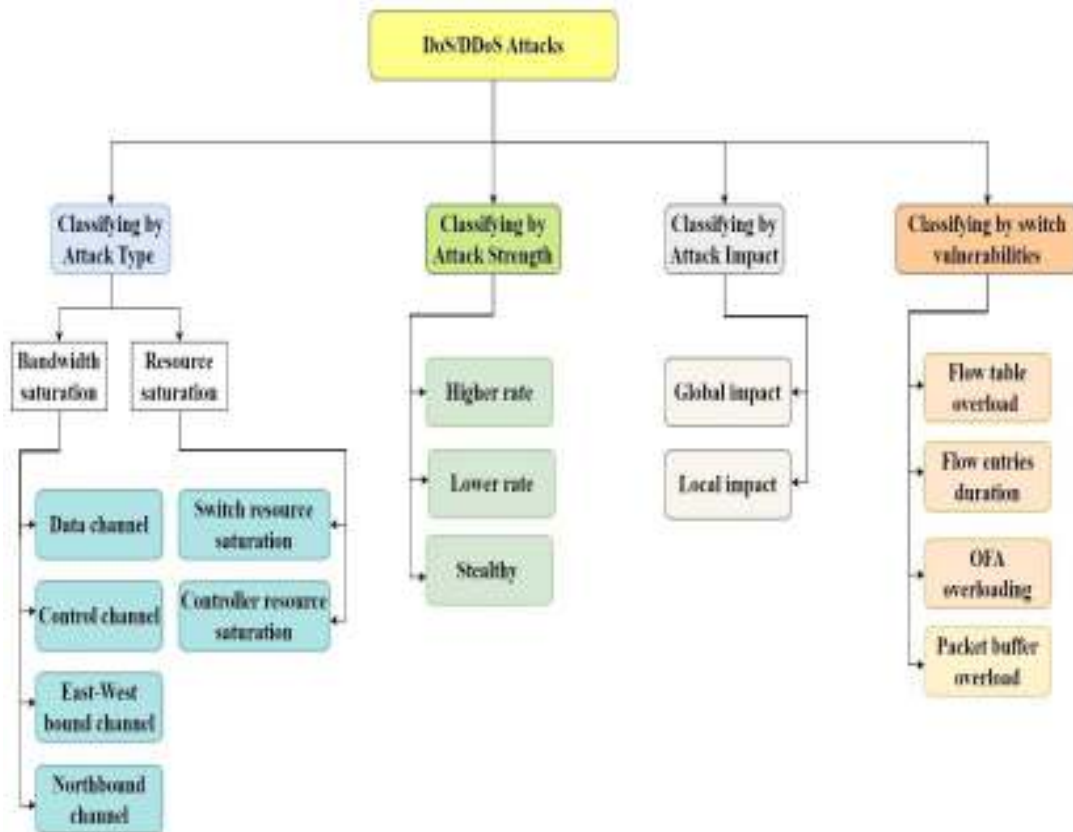 DoS/DDoS Attacks
Classifying by
Attack Type
Classifying by
Attack Strength
Classifying by
Attack Impact
Classifying by switch
vulnerabilities
Bandwidth
saturation
Resource
saturation
Data channel
Control channel
East-West
bound channel
Northbound
channel
Switch resource
saturation
Controller resource
saturation
Higher rate
Lower rate
Stealthy
Global impact
Local impact
Flow table
overload
Flow entries
duration
OFA
overloading
Packet buffer
overload